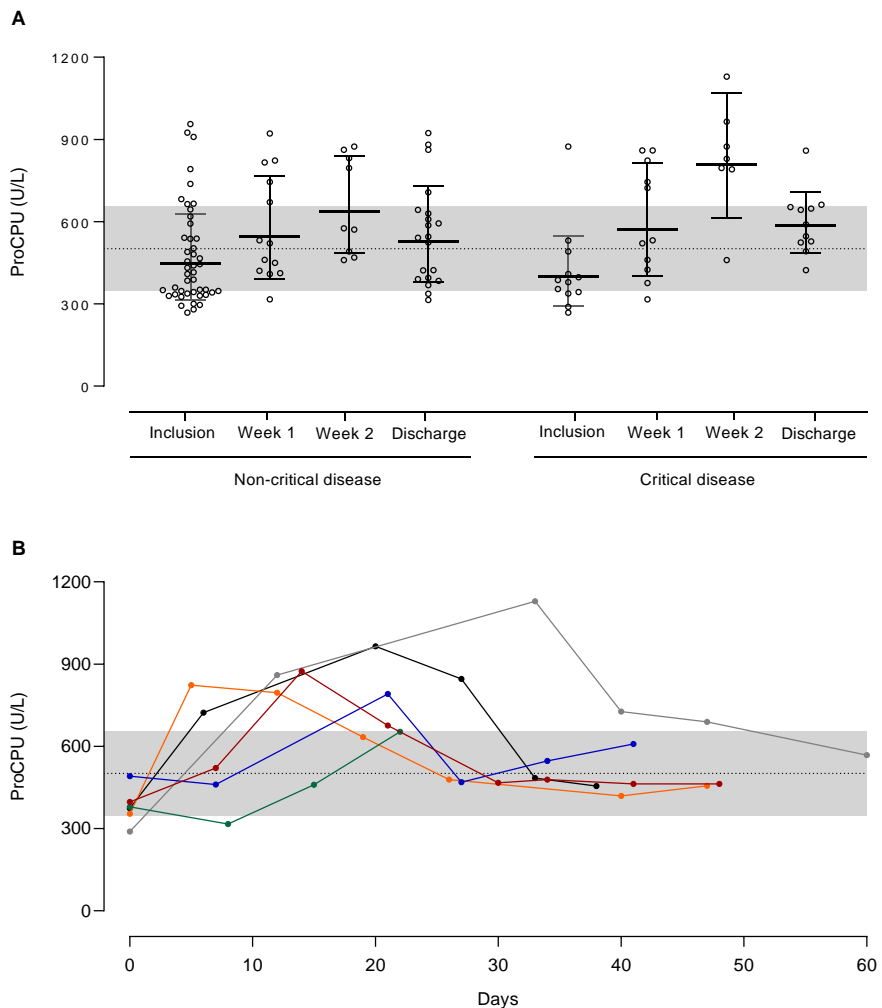 A
1200
900
600
300
0
ProCPU (U/L)
Inclusion Week 1 Week 2 Discharge Inclusion Week 1 Week 2 Discharge
Non-critical disease Critical disease
B
1200
900
600
300
0
ProCPU (U/L)
0 10 20 30 40 50 60
Days